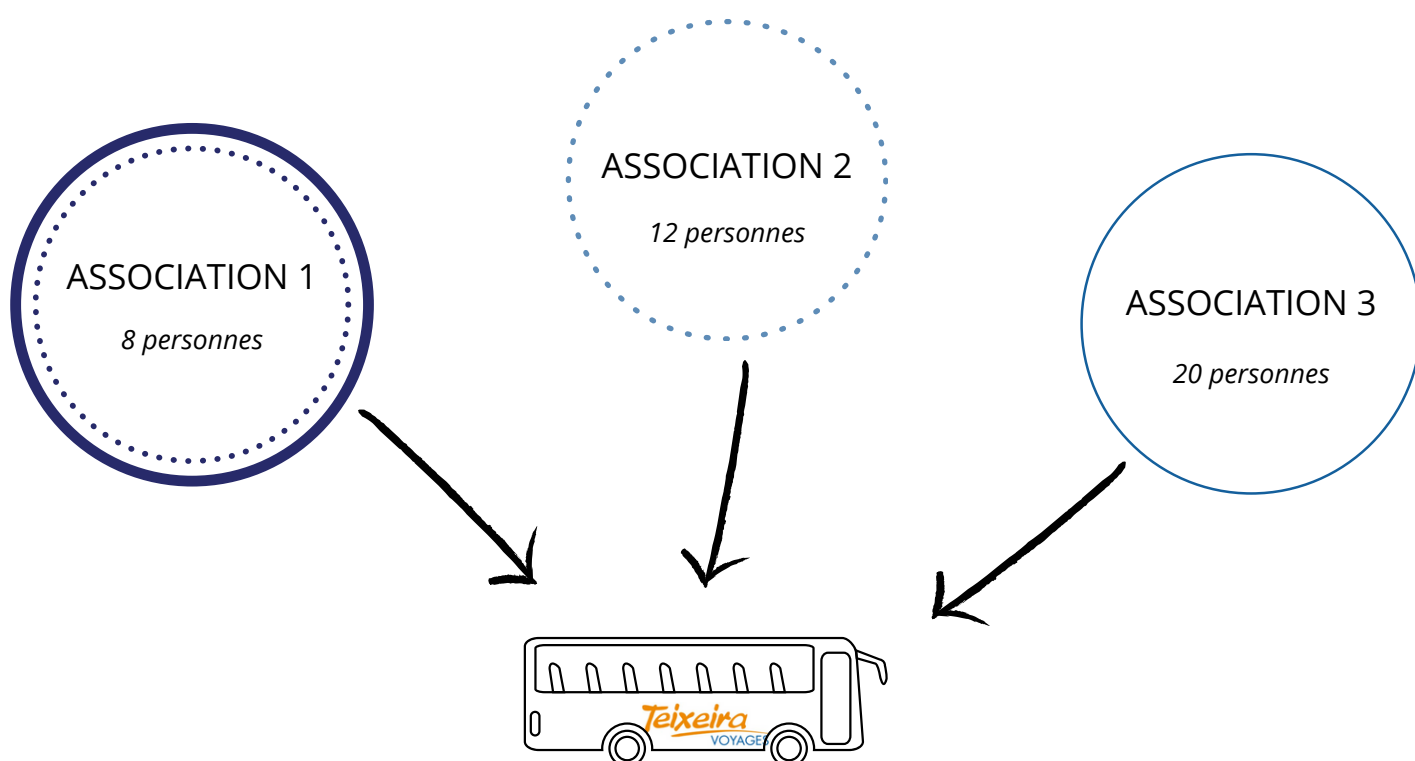 ASSOCIATION 1
8 personnes
ASSOCIATION 2
12 personnes
ASSOCIATION 3
20 personnes
Teixeira
VOYAGES